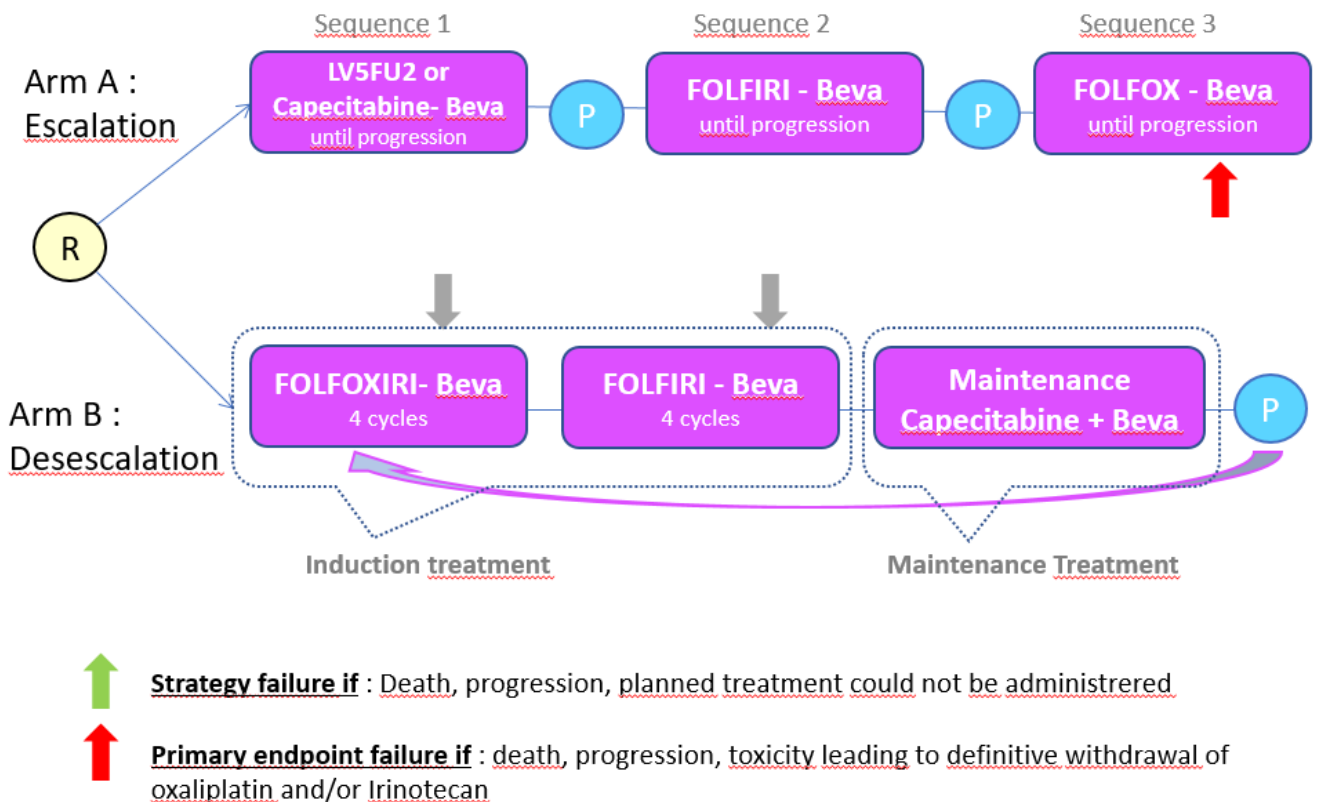 Sequence 1
Sequence 2
Sequence 3
Arm A :
Escalation
LV5FU2 or
Capecitabine- Beva
until progression
P
FOLFIRI - Beva
until progression
P
FOLFOX - Beva
until progression
R
Arm B :
Desescalation
FOLFOXIRI- Beva
4 cycles
FOLFIRI - Beva
4 cycles
Maintenance
Capecitabine + Beva
P
Induction treatment
Maintenance Treatment
Strategy failure if : Death, progression, planned treatment could not be administrered
Primary endpoint failure if : death, progression, toxicity leading to definitive withdrawal of
oxaliplatin and/or Irinotecan